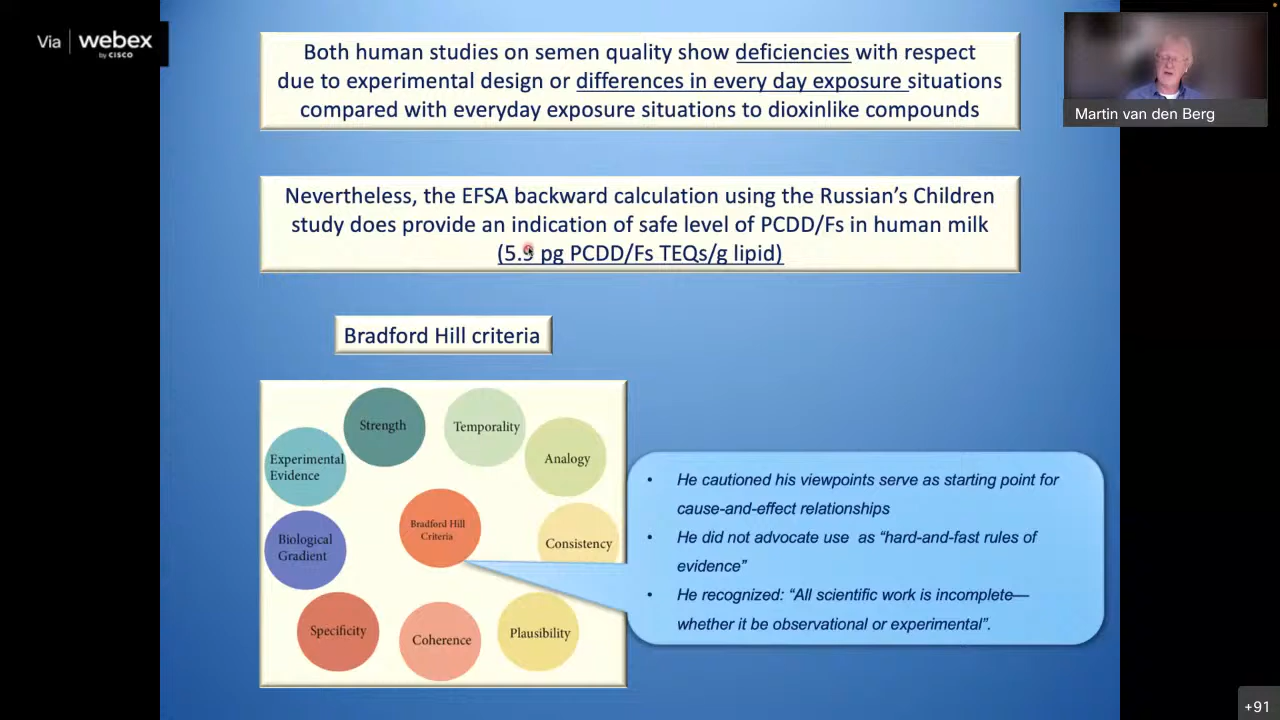 Via webex
by CISCO
Both human studies on semen quality show deficiencies with respect
due to experimental design or differences in every day exposure situations
compared with everyday exposure situations to dioxinlike compounds
Martin van den Berg
Nevertheless, the EFSA backward calculation using the Russian's Children
study does provide an indication of safe level of PCDD/Fs in human milk
(5.9 pg PCDD/Fs TEQs/g lipid)
Bradford Hill criteria
Strength
Temporality
Analogy
Experimental
Evidence
Bradford Hill
Criteria
Consistency
Biological
Gradient
Specificity
Coherence
Plausibility
• He cautioned his viewpoints serve as starting point for
cause-and-effect relationships
• He did not advocate use as “hard-and-fast rules of
evidence”
• He recognized: “All scientific work is incomplete—
whether it be observational or experimental”.
+91